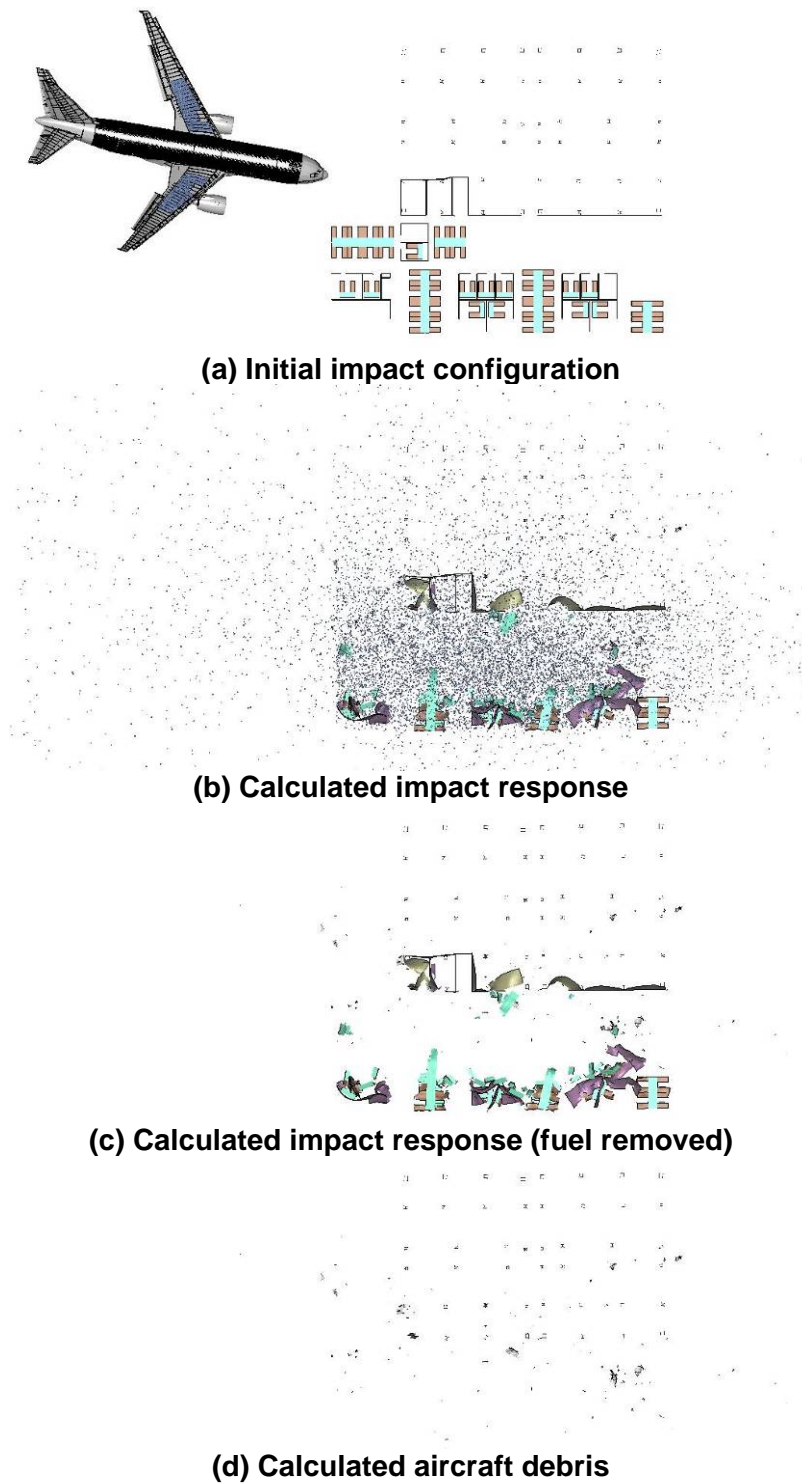 (a) Initial impact configuration
(b) Calculated impact response
(c) Calculated impact response (fuel removed)
(d) Calculated aircraft debris